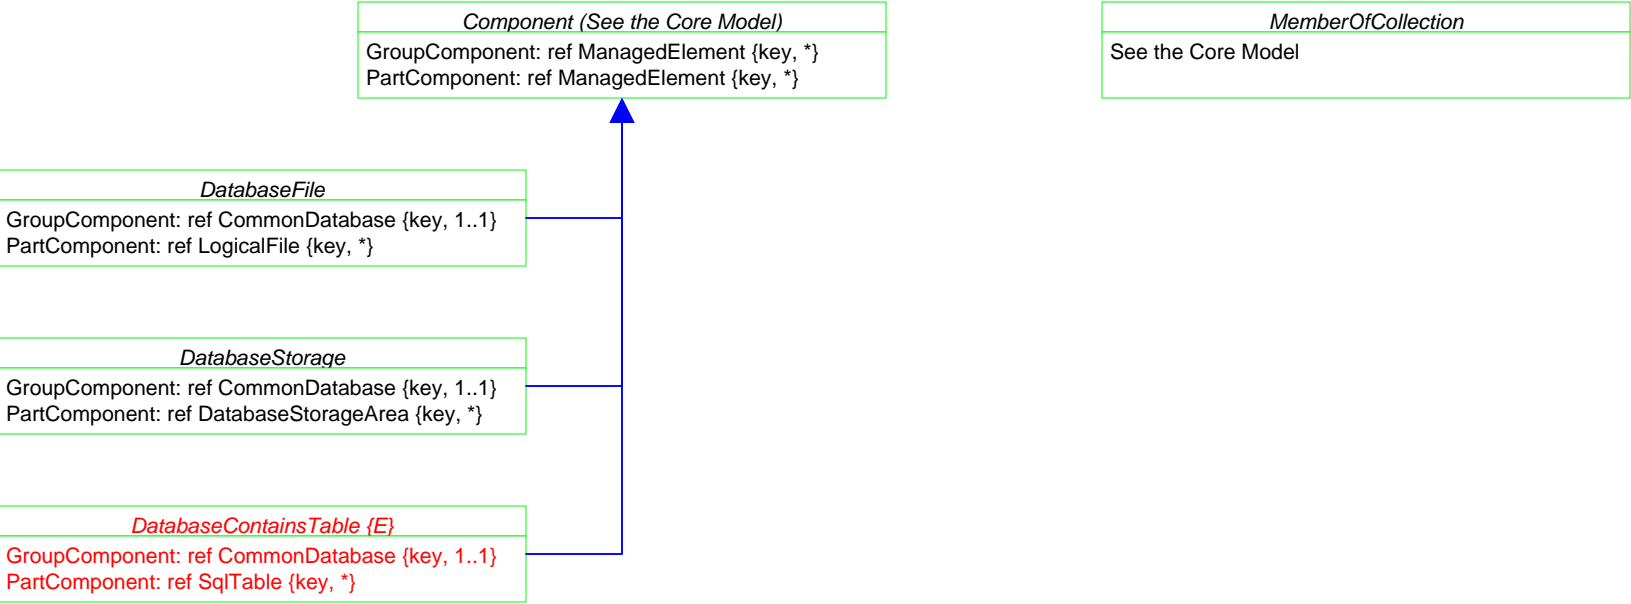 Component (See the Core Model)
GroupComponent: ref ManagedElement {key, *}
PartComponent: ref ManagedElement {key, *}
MemberOfCollection
See the Core Model
DatabaseFile
GroupComponent: ref CommonDatabase {key, 1..1}
PartComponent: ref LogicalFile {key, *}
DatabaseStorage
GroupComponent: ref CommonDatabase {key, 1..1}
PartComponent: ref DatabaseStorageArea {key, *}
DatabaseContainsTable {E}
GroupComponent: ref CommonDatabase {key, 1..1}
PartComponent: ref SqlTable {key, *}